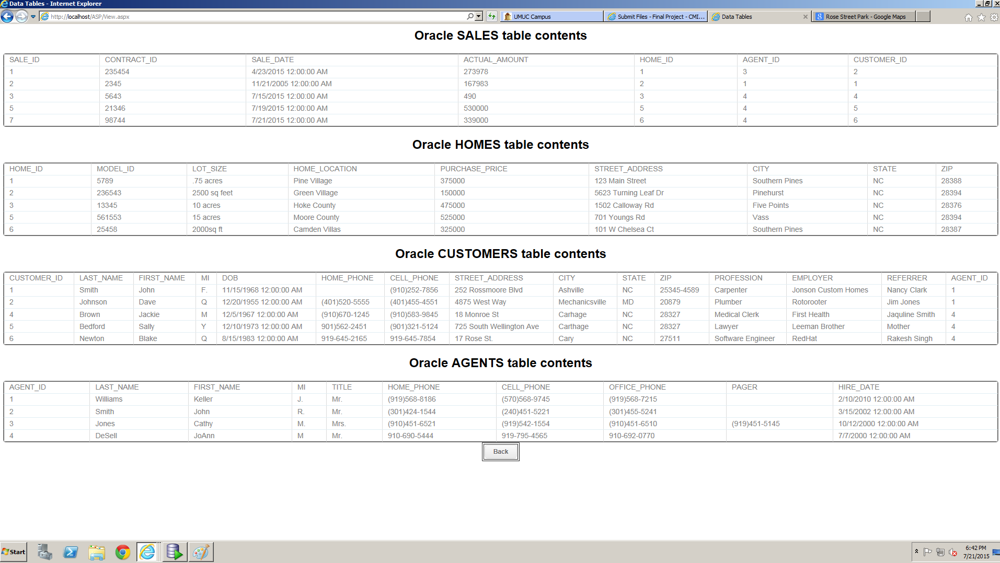 Data Tables - Internet Explorer
http://localhost/ASP/View.aspx UMUC Campus Submit Files - Final Project - CMI... Data Tables Rose Street Park - Google Maps
Oracle SALES table contents
SALE_ID CONTRACT_ID SALE_DATE ACTUAL_AMOUNT HOME_ID AGENT_ID CUSTOMER_ID
1 235454 4/23/2015 12:00:00 AM 273978 1 3 2
2 2345 11/21/2005 12:00:00 AM 167983 2 1 1
3 5643 7/15/2015 12:00:00 AM 490 3 4 4
5 21346 7/19/2015 12:00:00 AM 530000 5 4 5
7 98744 7/21/2015 12:00:00 AM 339000 6 4 6
Oracle HOMES table contents
HOME_ID MODEL_ID LOT_SIZE HOME_LOCATION PURCHASE_PRICE STREET_ADDRESS CITY STATE ZIP
1 5789 .75 acres Pine Village 375000 123 Main Street Southern Pines NC 28388
2 236543 2500 sq feet Green Village 150000 5623 Turning Leaf Dr Pinehurst NC 28394
3 13345 10 acres Hoke County 475000 1502 Calloway Rd Five Points NC 28376
5 561553 15 acres Moore County 525000 701 Youngs Rd Vass NC 28394
6 25458 2000sq ft Camden Villas 325000 101 W Chelsea Ct Southern Pines NC 28387
Oracle CUSTOMERS table contents
CUSTOMER_ID LAST_NAME FIRST_NAME MI DOB HOME_PHONE CELL_PHONE STREET_ADDRESS CITY STATE ZIP PROFESSION EMPLOYER REFERRER AGENT_ID
1 Smith John F. 11/15/1968 12:00:00 AM (910)252-7856 252 Rossmoore Blvd Ashville NC 25345-4589 Carpenter Jonson Custom Homes Nancy Clark 1
2 Johnson Dave Q 12/20/1955 12:00:00 AM (401)520-5555 (401)455-4551 4875 West Way Mechanicsville MD 20879 Plumber Rotorooter Jim Jones 1
4 Brown Jackie M 12/5/1967 12:00:00 AM (910)670-1245 (910)583-9845 18 Monroe St Carhage NC 28327 Medical Clerk First Health Jaquline Smith 4
5 Bedford Sally Y 12/10/1973 12:00:00 AM 901)562-2451 (901)321-5124 725 South Wellington Ave Carthage NC 28327 Lawyer Leeman Brother Mother 4
6 Newton Blake Q 8/15/1983 12:00:00 AM 919-645-2165 919-645-7854 17 Rose St. Cary NC 27511 Software Engineer RedHat Rakesh Singh 4
Oracle AGENTS table contents
AGENT_ID LAST_NAME FIRST_NAME MI TITLE HOME_PHONE CELL_PHONE OFFICE_PHONE PAGER HIRE_DATE
1 Williams Keller J. Mr. (919)568-8186 (570)568-9745 (919)568-7215 2/10/2010 12:00:00 AM
2 Smith John R. Mr. (301)424-1544 (240)451-5221 (301)455-5241 3/15/2002 12:00:00 AM
3 Jones Cathy M. Mrs. (910)451-6521 (919)542-1554 (910)451-6510 (919)451-5145 10/12/2000 12:00:00 AM
4 DeSell JoAnn M Mr. 910-690-5444 919-795-4565 910-692-0770 7/7/2000 12:00:00 AM
Back
Start
6:42 PM
7/21/2015